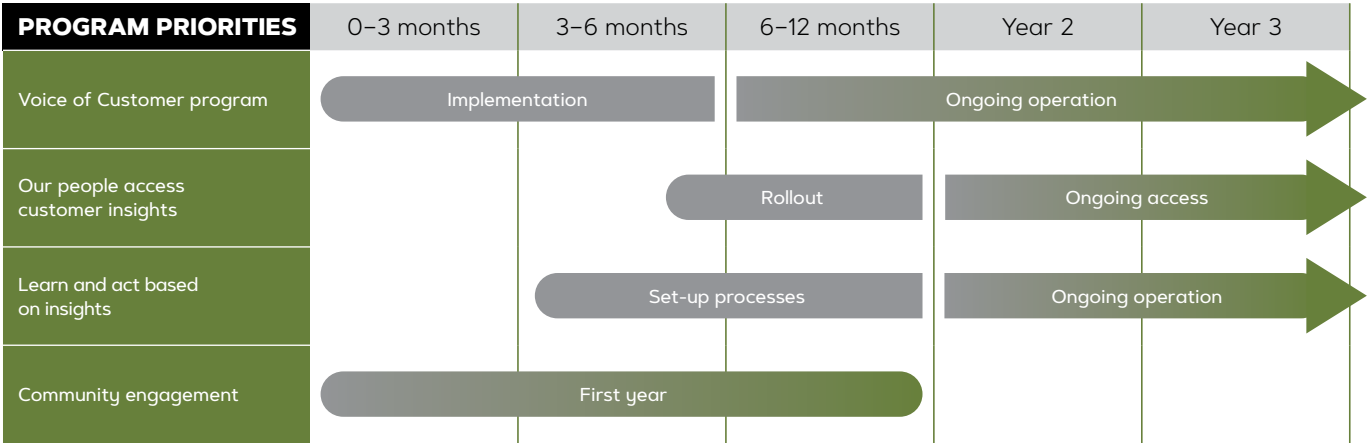 PROGRAM PRIORITIES 0–3 months 3–6 months 6–12 months Year 2 Year 3
Voice of Customer program Implementation Ongoing operation
Our people access
customer insights
Rollout Ongoing access
Learn and act based
on insights
Set-up processes Ongoing operation
Community engagement First year